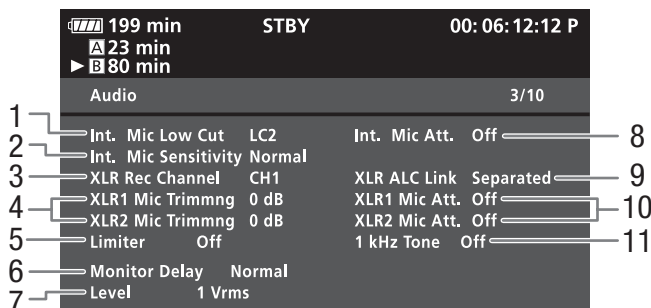 199 min STBY 00:06:12:12 P
A 23 min
B 80 min
Audio 3/10
1 Int. Mic Low Cut LC2 Int. Mic Att. Off 8
2 Int. Mic Sensitivity Normal
3 XLR Rec Channel CH1 XLR ALC Link Separated 9
4 XLR1 Mic Trimmng 0 dB XLR1 Mic Att. Off 10
XLR2 Mic Trimmng 0 dB XLR2 Mic Att. Off
5 Limiter Off 1 kHz Tone Off 11
6 Monitor Delay Normal
7 Level 1 Vrms